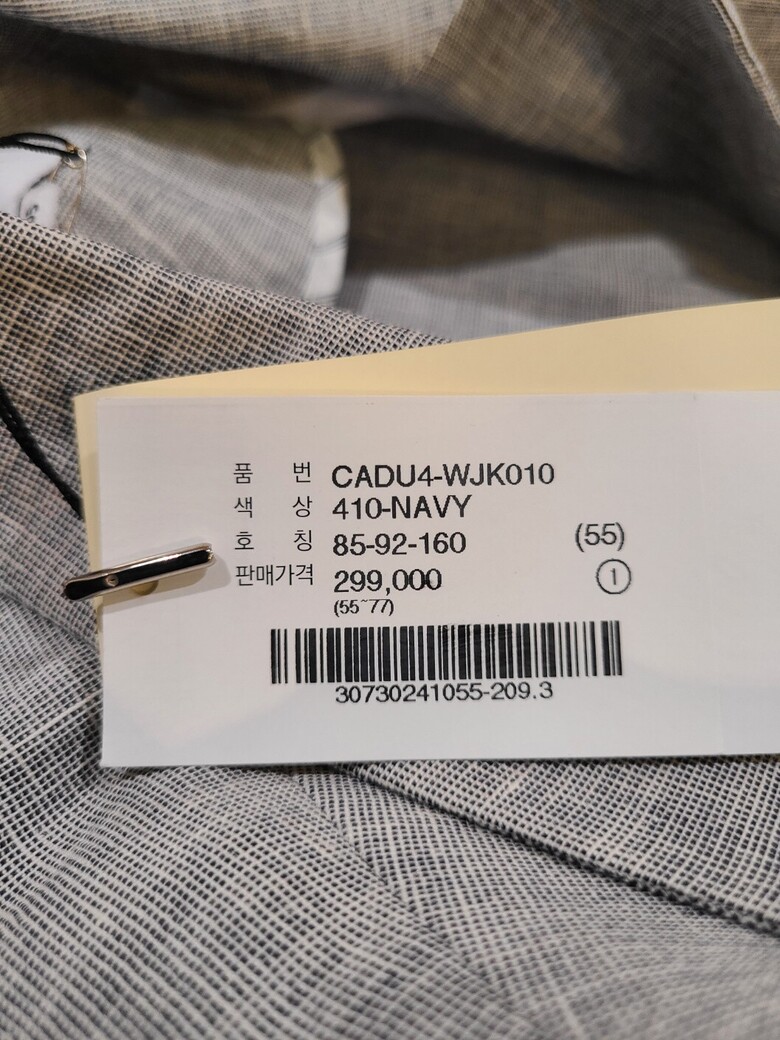 품 번 CADU4-WJK010
색 상 410-NAVY
호 칭 85-92-160 (55)
판매가격 299,000 ①
(55~77)
30730241055-209.3